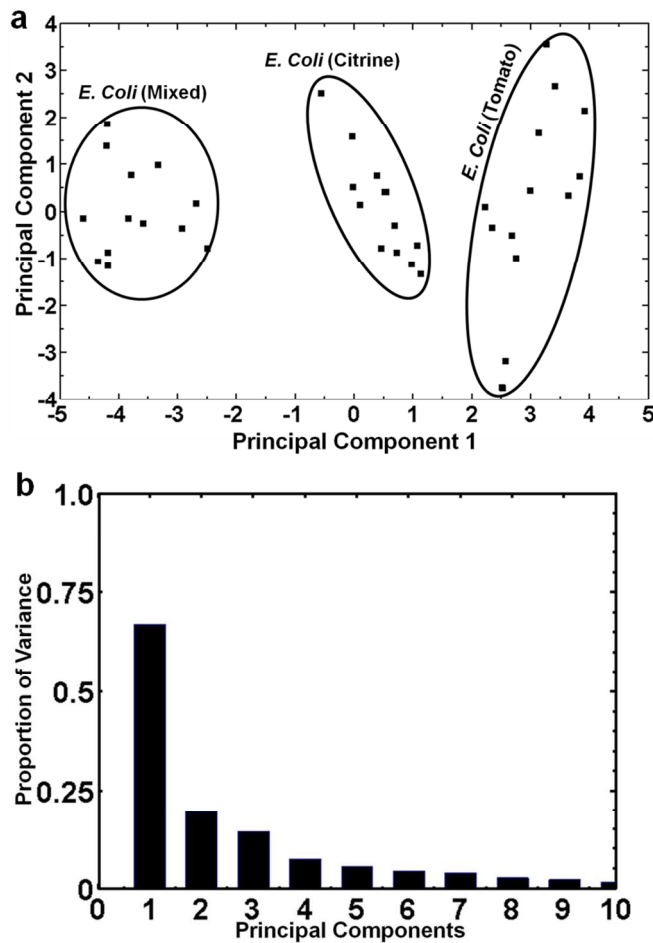 a
4
3
2
1
0
-1
-2
-3
-4
Principal Component 2
E. Coli (Mixed)
E. Coli (Citrine)
E. Coli (Tomato)
-5 -4 -3 -2 -1 0 1 2 3 4 5
Principal Component 1
b
1.0
0.75
0.5
0.25
0
Proportion of Variance
0 1 2 3 4 5 6 7 8 9 10
Principal Components